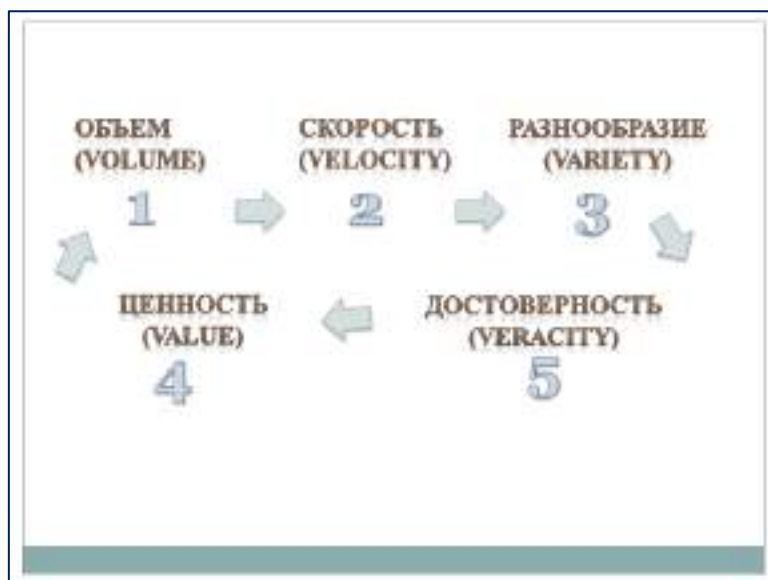 ОБЪЕМ
(VOLUME)
1
СКОРОСТЬ
(VELOCITY)
2
РАЗНООБРАЗИЕ
(VARIETY)
3
ЦЕННОСТЬ
(VALUE)
4
ДОСТОВЕРНОСТЬ
(VERACITY)
5